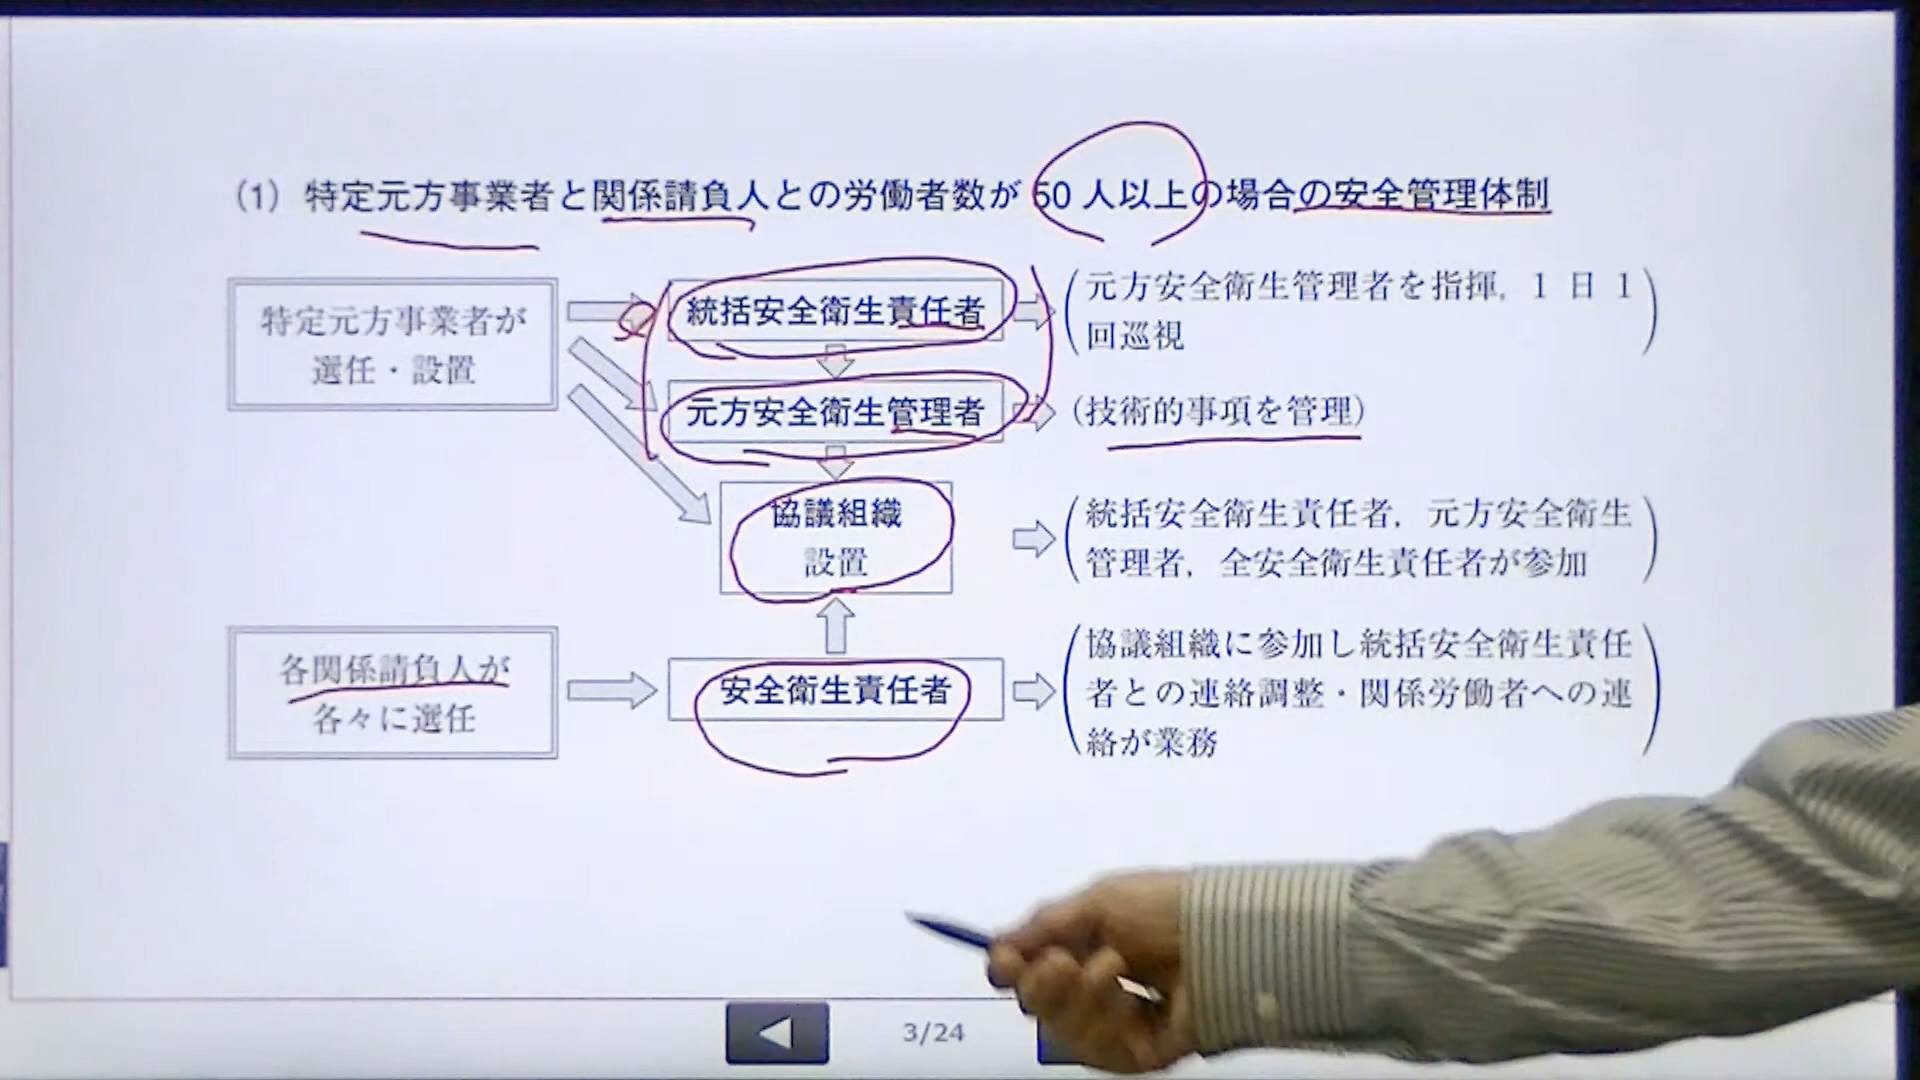 (1) 特定元方事業者と関係請負人との労働者数が 50 人以上の場合の安全管理体制
特定元方事業者が
選任・設置
統括安全衛生責任者
(元方安全衛生管理者を指揮, 1 日 1
回巡視)
元方安全衛生管理者
(技術的事項を管理)
協議組織
設置
(統括安全衛生責任者, 元方安全衛生
管理者, 全安全衛生責任者が参加)
各関係請負人が
各々に選任
安全衛生責任者
(協議組織に参加し統括安全衛生責任
者との連絡調整・関係労働者への連
絡が業務)
3/24